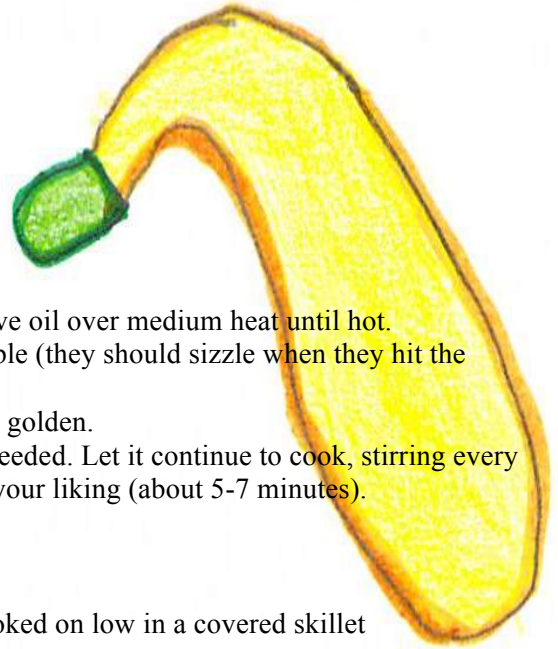 ve oil over medium heat until hot.
ple (they should sizzle when they hit the
golden.
eeded. Let it continue to cook, stirring every
your liking (about 5-7 minutes).
oked on low in a covered skillet